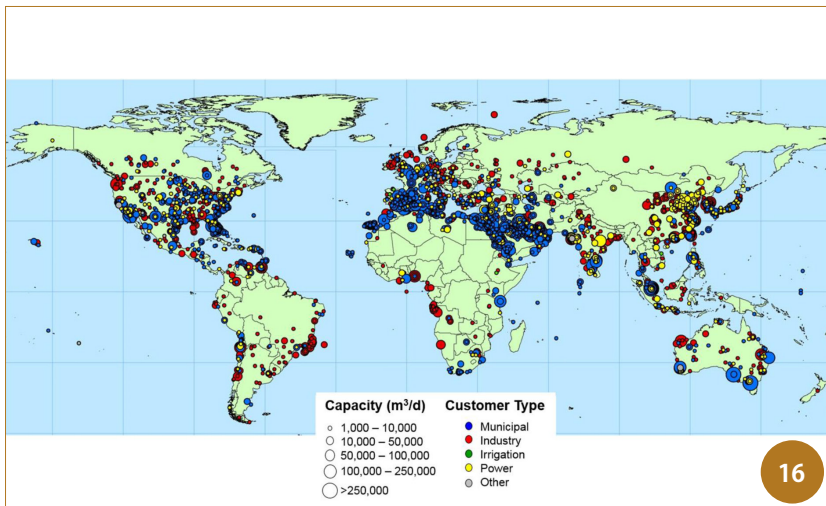 Capacity (m³/d)
1,000 – 10,000
10,000 – 50,000
50,000 – 100,000
100,000 – 250,000
>250,000
Customer Type
Municipal
Industry
Irrigation
Power
Other
16